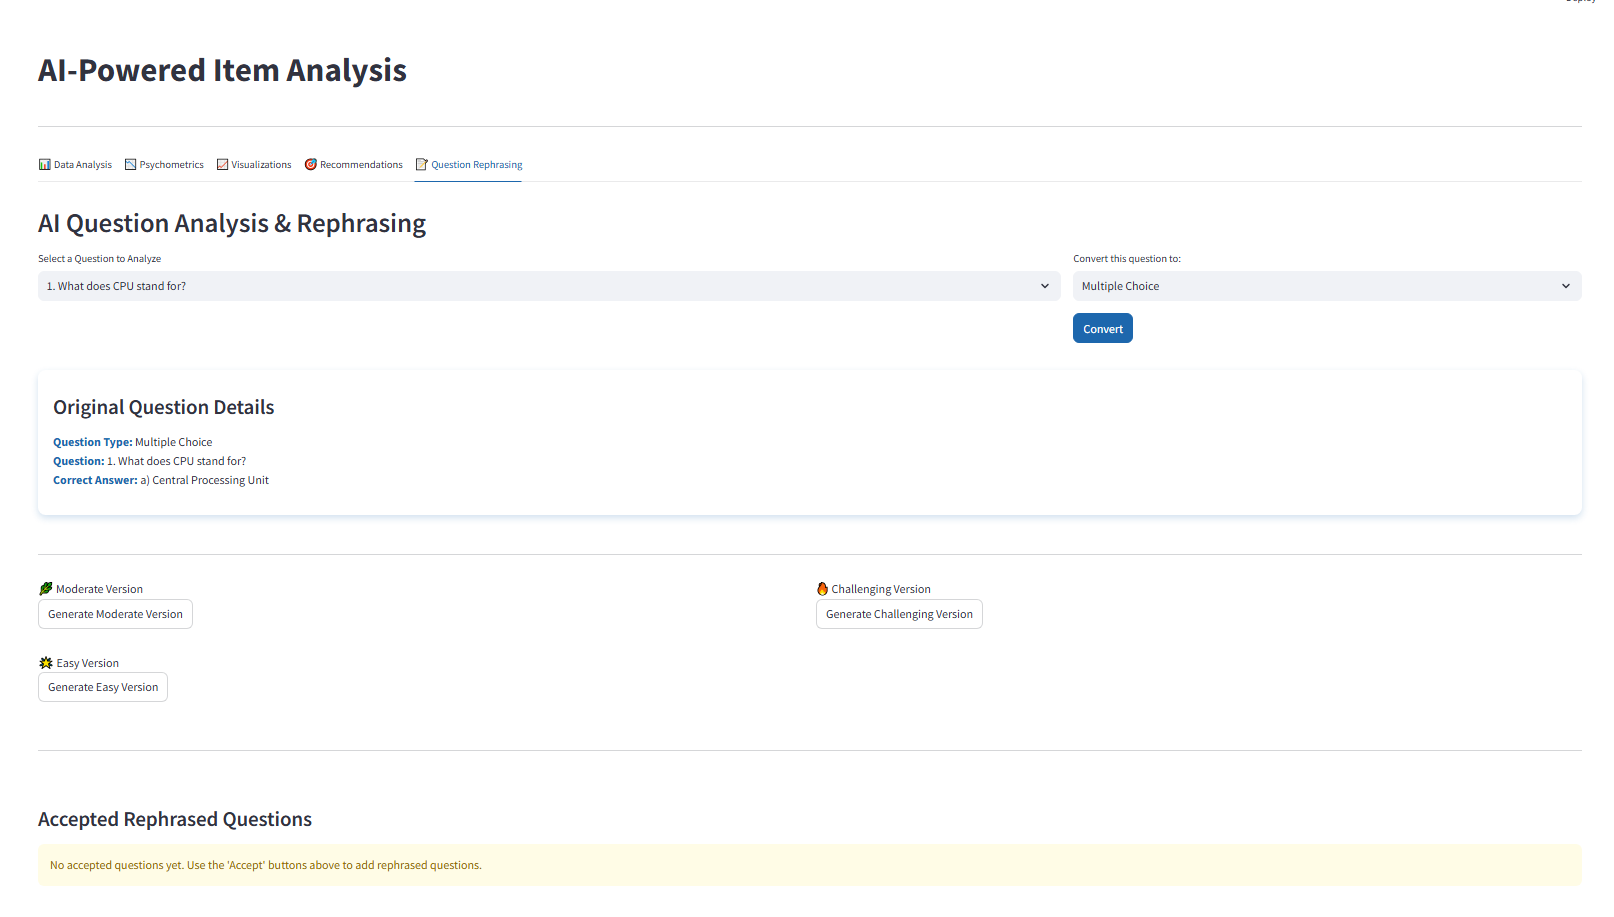 AI-Powered Item Analysis
Data Analysis
Psychometrics
Visualizations
Recommendations
Question Rephrasing
AI Question Analysis & Rephrasing
Select a Question to Analyze
1. What does CPU stand for?
Convert this question to:
Multiple Choice
Convert
Original Question Details
Question Type: Multiple Choice
Question: 1. What does CPU stand for?
Correct Answer: a) Central Processing Unit
Moderate Version
Generate Moderate Version
Challenging Version
Generate Challenging Version
Easy Version
Generate Easy Version
Accepted Rephrased Questions
No accepted questions yet. Use the 'Accept' buttons above to add rephrased questions.